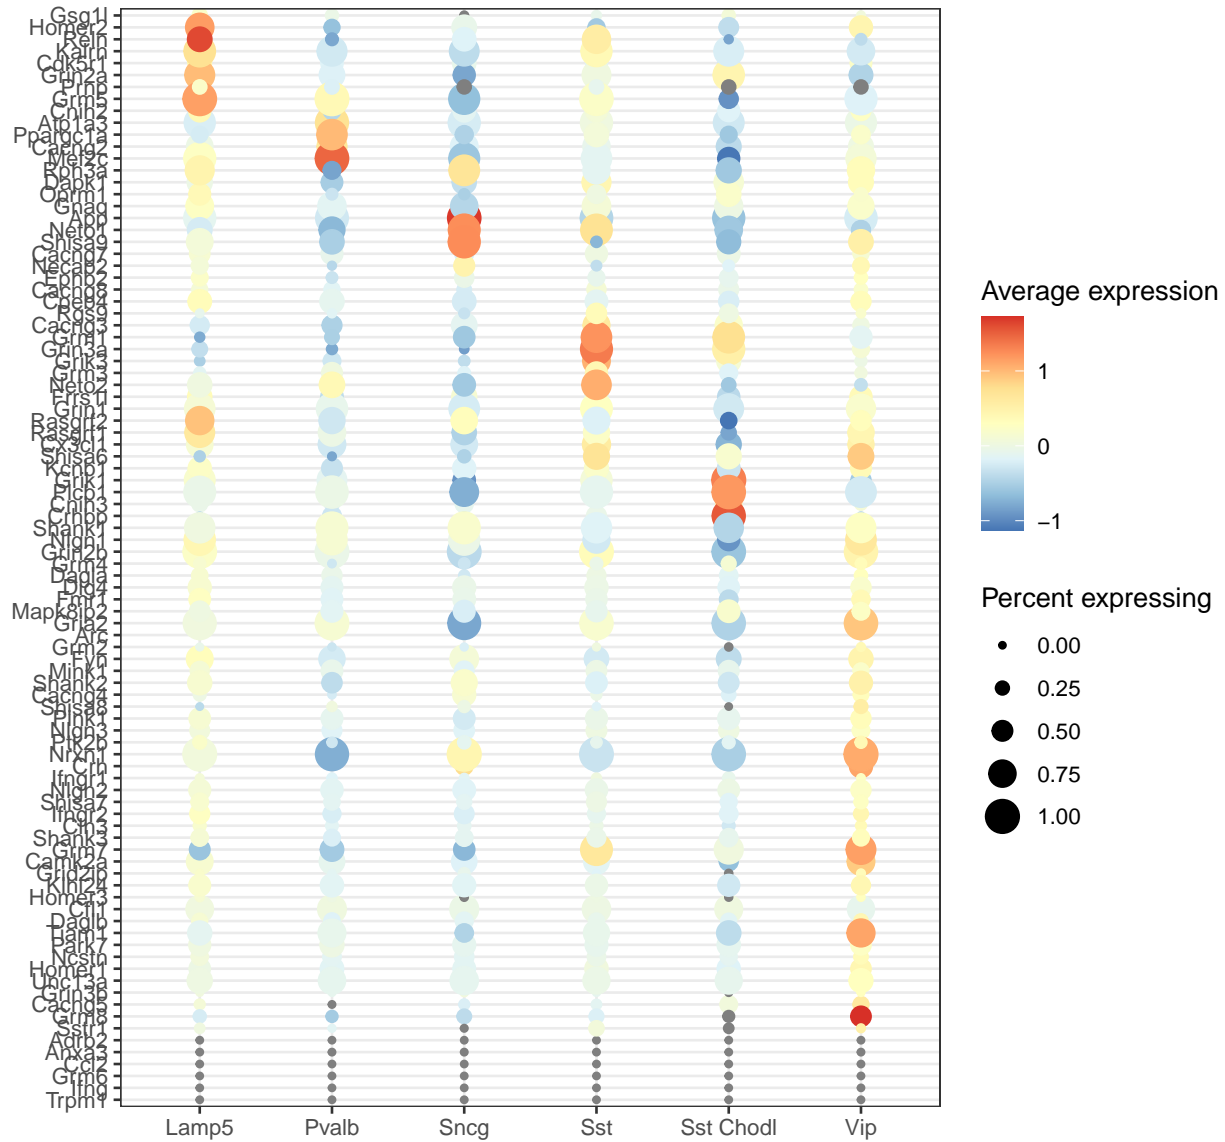 Gsg1l
Homer2
Reln
Kalrn
Cdk5r1
Grin2a
Prnp
Grm5
Cnih2
Atp1a3
Ppargc1a
Cacng2
Mef2c
Rph3a
Dapk1
Oprm1
Gnaq
App
Neto1
Shisa9
Cacng7
Necab2
Ephb2
Cacng8
Cpeb4
Rgs9
Cacng3
Grm1
Grin3a
Grik3
Grm3
Neto2
Frrs1l
Grin1
Rasgrf2
Rasgrf1
Cx3cl1
Shisa6
Kcnb1
Grik1
Plcb1
Cnih3
Crhbp
Shank1
Nlgn1
Grin2b
Grm4
Dagla
Dlg4
Fmr1
Mapk8ip2
Gria2
Arc
Grm2
Fyn
Mink1
Shank2
Cacng4
Shisa8
Pink1
Nlgn3
Ptk2b
Nrxn1
Crh
Ifngr1
Nlgn2
Shisa7
Ifngr2
Cln3
Shank3
Grm7
Camk2a
Grid2ip
Klhl24
Homer3
Cfl1
Daglb
Tiam1
Park7
Ncstn
Homer1
Unc13a
Grin3b
Cacng5
Grm8
Sstr1
Adrb2
Anxa3
Ccl2
Grm6
Ifng
Trpm1
Lamp5 Pvalb Sncg Sst Sst Chodl Vip
Average expression
1
0
−1
Percent expressing
0.00
0.25
0.50
0.75
1.00